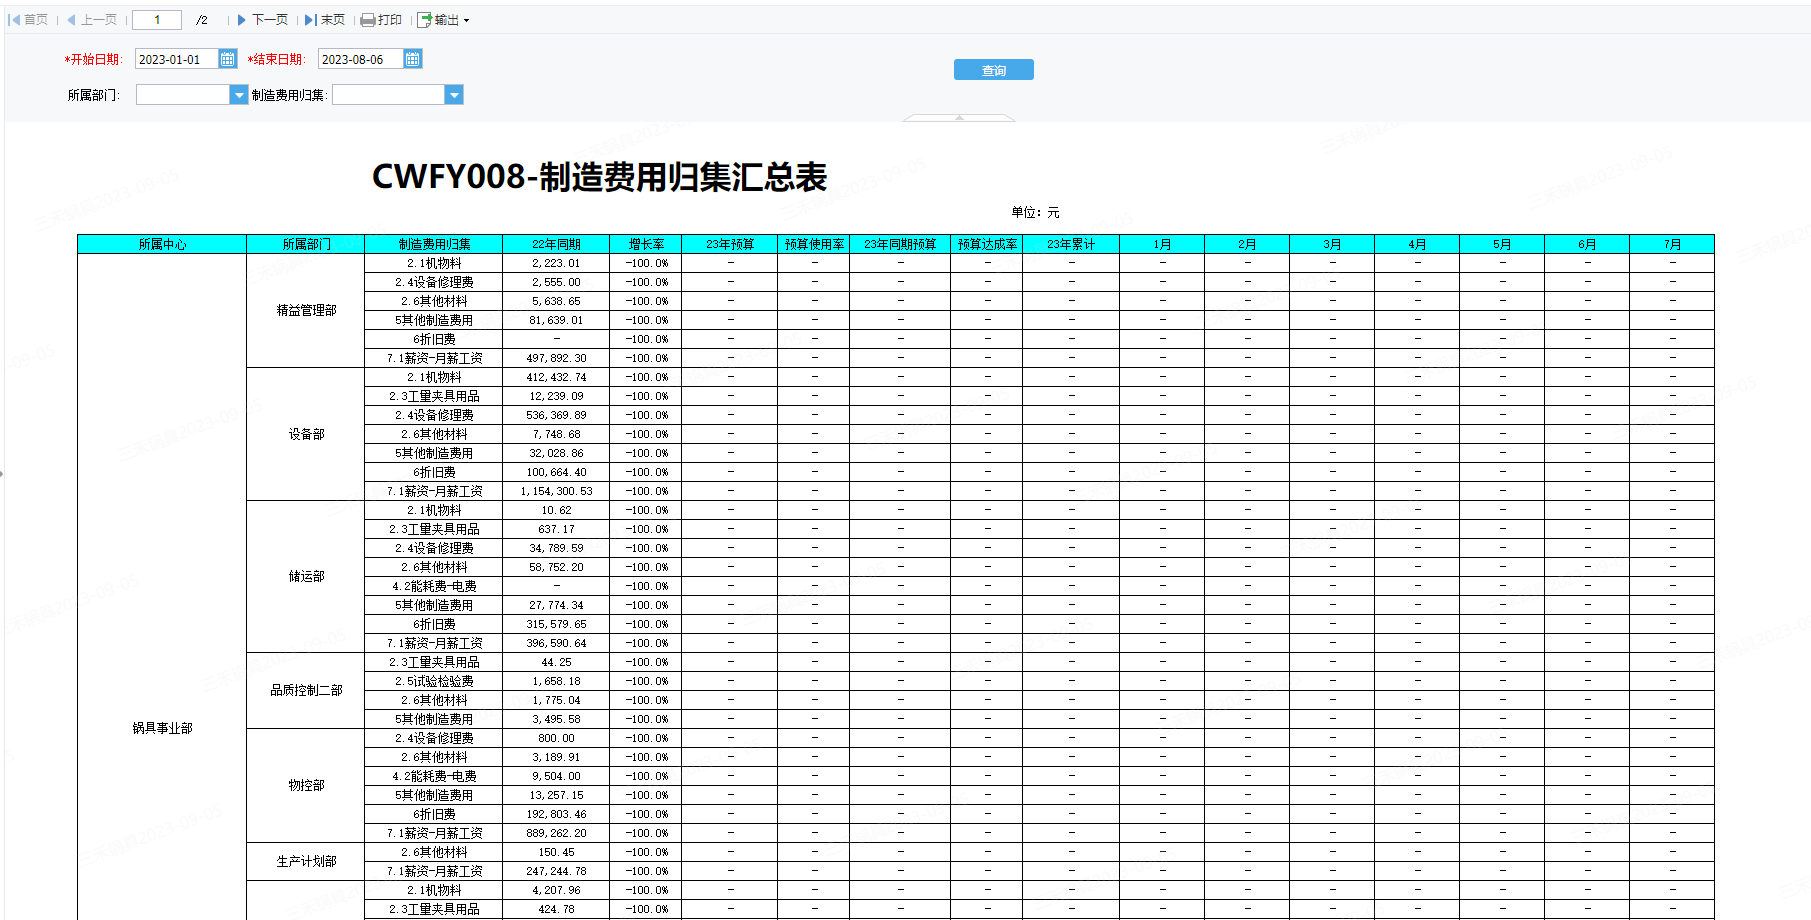 首页 上一页 1 /2 下一页 末页 打印 输出
*开始日期: 2023-01-01 *结束日期: 2023-08-06
查询
所属部门: 制造费用归集:
CWFY008-制造费用归集汇总表
单位: 元
所属中心 所属部门 制造费用归集 22年同期 增长率 23年预算 预算使用率 23年同期预算 预算达成率 23年累计 1月 2月 3月 4月 5月 6月 7月
锅具事业部
精益管理部
2.1机物料 2,223.01 -100.0% - - - - - - - - - - - -
2.4设备修理费 2,555.00 -100.0% - - - - - - - - - - - -
2.6其他材料 5,638.65 -100.0% - - - - - - - - - - - -
5其他制造费用 81,639.01 -100.0% - - - - - - - - - - - -
6折旧费 - -100.0% - - - - - - - - - - - -
7.1薪资-月薪工资 497,892.30 -100.0% - - - - - - - - - - - -
设备部
2.1机物料 412,432.74 -100.0% - - - - - - - - - - - -
2.3工量夹具用品 12,239.09 -100.0% - - - - - - - - - - - -
2.4设备修理费 536,369.89 -100.0% - - - - - - - - - - - -
2.6其他材料 7,748.68 -100.0% - - - - - - - - - - - -
5其他制造费用 32,028.86 -100.0% - - - - - - - - - - - -
6折旧费 100,664.40 -100.0% - - - - - - - - - - - -
7.1薪资-月薪工资 1,154,300.53 -100.0% - - - - - - - - - - - -
储运部
2.1机物料 10.62 -100.0% - - - - - - - - - - - -
2.3工量夹具用品 637.17 -100.0% - - - - - - - - - - - -
2.4设备修理费 34,789.59 -100.0% - - - - - - - - - - - -
2.6其他材料 58,752.20 -100.0% - - - - - - - - - - - -
4.2能耗费-电费 - -100.0% - - - - - - - - - - - -
5其他制造费用 27,774.34 -100.0% - - - - - - - - - - - -
6折旧费 315,579.65 -100.0% - - - - - - - - - - - -
7.1薪资-月薪工资 396,590.64 -100.0% - - - - - - - - - - - -
品质控制二部
2.3工量夹具用品 44.25 -100.0% - - - - - - - - - - - -
2.5试验检验费 1,658.18 -100.0% - - - - - - - - - - - -
2.6其他材料 1,775.04 -100.0% - - - - - - - - - - - -
5其他制造费用 3,495.58 -100.0% - - - - - - - - - - - -
物控部
2.4设备修理费 800.00 -100.0% - - - - - - - - - - - -
2.6其他材料 3,189.91 -100.0% - - - - - - - - - - - -
4.2能耗费-电费 9,504.00 -100.0% - - - - - - - - - - - -
5其他制造费用 13,257.15 -100.0% - - - - - - - - - - - -
6折旧费 192,803.46 -100.0% - - - - - - - - - - - -
7.1薪资-月薪工资 889,262.20 -100.0% - - - - - - - - - - - -
生产计划部
2.6其他材料 150.45 -100.0% - - - - - - - - - - - -
7.1薪资-月薪工资 247,244.78 -100.0% - - - - - - - - - - - -
2.1机物料 4,207.96 -100.0% - - - - - - - - - - - -
2.3工量夹具用品 424.78 -100.0% - - - - - - - - - - - -